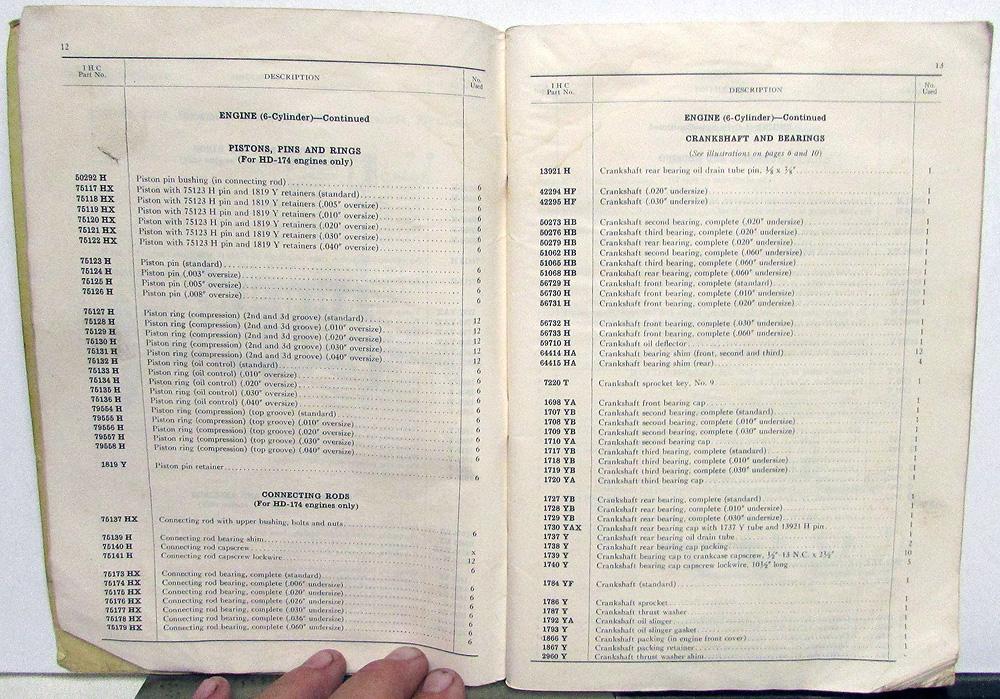 12
I H C
Part No.
DESCRIPTION
No.
Used
ENGINE (6-Cylinder)—Continued
PISTONS, PINS AND RINGS
(For HD-174 engines only)
50292 H Piston pin bushing (in connecting rod) 6
75117 HX Piston with 75123 H pin and 1819 Y retainers (standard) 6
75118 HX Piston with 75123 H pin and 1819 Y retainers (.005" oversize) 6
75119 HX Piston with 75123 H pin and 1819 Y retainers (.010" oversize) 6
75120 HX Piston with 75123 H pin and 1819 Y retainers (.020" oversize) 6
75121 HX Piston with 75123 H pin and 1819 Y retainers (.030" oversize) 6
75122 HX Piston with 75123 H pin and 1819 Y retainers (.040" oversize) 6
75123 H Piston pin (standard) 6
75124 H Piston pin (.003" oversize) 6
75125 H Piston pin (.005" oversize) 6
75126 H Piston pin (.008" oversize) 6
75127 H Piston ring (compression) (2nd and 3d groove) (standard) 12
75128 H Piston ring (compression) (2nd and 3d groove) (.010" oversize) 12
75129 H Piston ring (compression) (2nd and 3d groove) (.020" oversize) 12
75130 H Piston ring (compression) (2nd and 3d groove) (.030" oversize) 12
75131 H Piston ring (compression) (2nd and 3d groove) (.040" oversize) 12
75132 H Piston ring (oil control) (standard) 6
75133 H Piston ring (oil control) (.010" oversize) 6
75134 H Piston ring (oil control) (.020" oversize) 6
75135 H Piston ring (oil control) (.030" oversize) 6
75136 H Piston ring (oil control) (.040" oversize) 6
79554 H Piston ring (compression) (top groove) (standard) 6
79555 H Piston ring (compression) (top groove) (.010" oversize) 6
79556 H Piston ring (compression) (top groove) (.020" oversize) 6
79557 H Piston ring (compression) (top groove) (.030" oversize) 6
79558 H Piston ring (compression) (top groove) (.040" oversize) 6
1819 Y Piston pin retainer 6
CONNECTING RODS
(For HD-174 engines only)
75137 HX Connecting rod with upper bushing, bolts and nuts 6
75139 H Connecting rod bearing shim x
75140 H Connecting rod capscrew 12
75141 H Connecting rod capscrew lockwire 6
75173 HX Connecting rod bearing, complete (standard) 6
75174 HX Connecting rod bearing, complete (.006" undersize) 6
75175 HX Connecting rod bearing, complete (.020" undersize) 6
75176 HX Connecting rod bearing, complete (.026" undersize) 6
75177 HX Connecting rod bearing, complete (.030" undersize) 6
75178 HX Connecting rod bearing, complete (.036" undersize) 6
75179 HX Connecting rod bearing, complete (.060" undersize) 6
13
I H C
Part No.
DESCRIPTION
No.
Used
ENGINE (6-Cylinder)—Continued
CRANKSHAFT AND BEARINGS
(See illustrations on pages 6 and 10)
13921 H Crankshaft rear bearing oil drain tube pin, 1
42294 HF Crankshaft (.020" undersize) 1
42295 HF Crankshaft (.030" undersize) 1
50273 HB Crankshaft second bearing, complete (.020" undersize) 1
50276 HB Crankshaft third bearing, complete (.020" undersize) 1
50279 HB Crankshaft rear bearing, complete (.020" undersize) 1
51062 HB Crankshaft second bearing, complete (.060" undersize) 1
51065 HB Crankshaft third bearing, complete (.060" undersize) 1
51068 HB Crankshaft rear bearing, complete (.060" undersize) 1
56729 H Crankshaft front bearing, complete (standard) 1
56730 H Crankshaft front bearing, complete (.010" undersize) 1
56731 H Crankshaft front bearing, complete (.020" undersize) 1
56732 H Crankshaft front bearing, complete (.030" undersize) 1
56733 H Crankshaft front bearing, complete (.060" undersize) 1
59710 H Crankshaft oil deflector 1
64414 HA Crankshaft bearing shim (front, second and third) 12
64415 HA Crankshaft bearing shim (rear) 4
7220 T Crankshaft sprocket key, No. 9 1
1698 YA Crankshaft front bearing cap 1
1707 YB Crankshaft second bearing, complete (standard) 1
1708 YB Crankshaft second bearing, complete (.010" undersize) 1
1709 YB Crankshaft second bearing, complete (.030" undersize) 1
1710 YA Crankshaft second bearing cap 1
1717 YB Crankshaft third bearing, complete (standard) 1
1718 YB Crankshaft third bearing, complete (.010" undersize) 1
1719 YB Crankshaft third bearing, complete (.030" undersize) 1
1720 YA Crankshaft third bearing cap 1
1727 YB Crankshaft rear bearing, complete (standard) 1
1728 YB Crankshaft rear bearing, complete (.010" undersize) 1
1729 YB Crankshaft rear bearing, complete (.030" undersize) 1
1730 YAX Crankshaft rear bearing cap with 1737 Y tube and 13921 H pin 1
1737 Y Crankshaft rear bearing oil drain tube 1
1738 Y Crankshaft rear bearing cap packing 2
1739 Y Crankshaft bearing cap to crankcase capscrew, ½"-13 N.C. x 2½" 10
1740 Y Crankshaft bearing cap capscrew lockwire, 10½" long 5
1784 YF Crankshaft (standard) 1
1786 Y Crankshaft sprocket 1
1787 Y Crankshaft thrust washer
1792 YA Crankshaft oil slinger
1793 Y Crankshaft oil slinger gasket
1866 Y Crankshaft packing (in engine front cover)
1867 Y Crankshaft packing retainer
2960 Y Crankshaft thrust washer shim